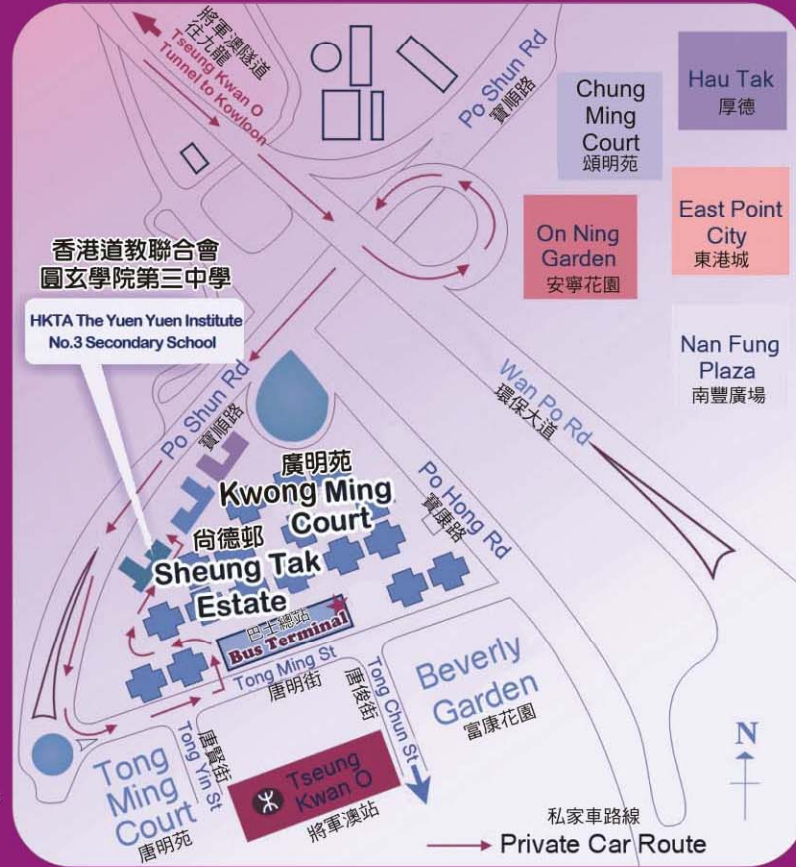 將軍澳隧道
往九龍
Tseung Kwan O
Tunnel to Kowloon
Po Shun Rd
寶順路
Chung
Ming
Court
頌明苑
Hau Tak
厚德
On Ning
Garden
安寧花園
East Point
City
東港城
Nan Fung
Plaza
南豐廣場
香港道教聯合會
圓玄學院第三中學
HKTA The Yuen Yuen Institute
No.3 Secondary School
Po Shun Rd
寶順路
Wan Po Rd
環保大道
Po Hong Rd
寶康路
廣明苑
Kwong Ming
Court
尙德邨
Sheung Tak
Estate
巴士總站
Bus Terminal
Tong Ming St
唐明街
Tong Chun St
唐俊街
Beverly
Garden
富康花園
Tong Yin St
唐賢街
Tong
Ming
Court
唐明苑
Tseung
Kwan O
將軍澳站
N
私家車路線
Private Car Route